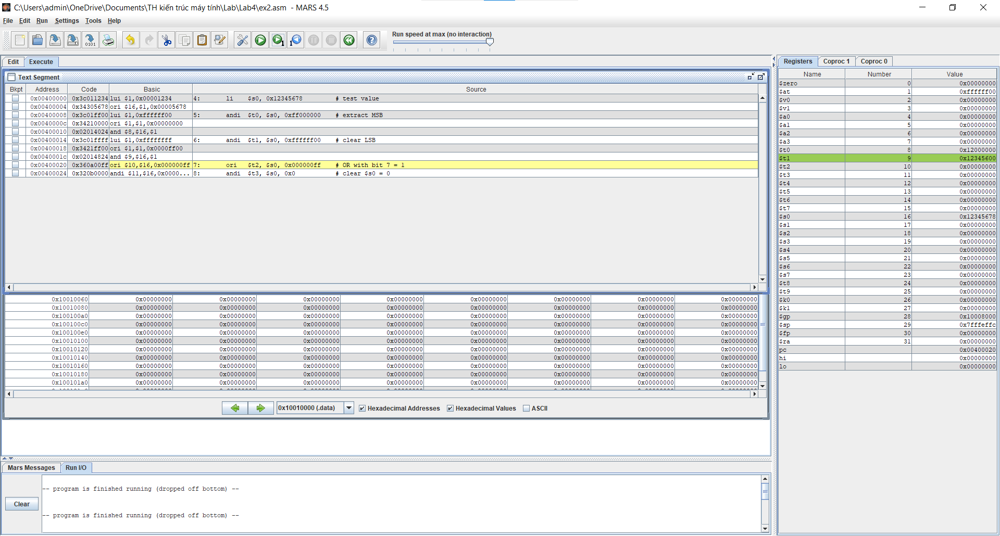 C:\Users\admin\OneDrive\Documents\TH kiến trúc máy tính\Lab\Lab4\ex2.asm - MARS 4.5
File Edit Run Settings Tools Help
Run speed at max (no interaction)
Edit Execute
Text Segment
Bkpt Address Code Basic Source
0x00400000 0x3c011234 lui $1,0x00001234 4: li $s0, 0x12345678 # test value
0x00400004 0x34305678 ori $16,$1,0x00005678
0x00400008 0x3c01ff00 lui $1,0xffffff00 5: andi $t0, $s0, 0xff000000 # extract MSB
0x0040000c 0x34210000 ori $1,$1,0x00000000
0x00400010 0x02014024 and $8,$16,$1
0x00400014 0x3c01ffff lui $1,0xffffffff 6: andi $t1, $s0, 0xffffff00 # clear LSB
0x00400018 0x3421ff00 ori $1,$1,0x0000ff00
0x0040001c 0x02014824 and $9,$16,$1
0x00400020 0x360a00ff ori $10,$16,0x000000ff 7: ori $t2, $s0, 0x000000ff # OR with bit 7 = 1
0x00400024 0x320b0000 andi $11,$16,0x0000... 8: andi $t3, $s0, 0x0 # clear $s0 = 0
0x10010060 0x00000000 0x00000000 0x00000000 0x00000000 0x00000000 0x00000000 0x00000000 0x00000000
0x10010080 0x00000000 0x00000000 0x00000000 0x00000000 0x00000000 0x00000000 0x00000000 0x00000000
0x100100a0 0x00000000 0x00000000 0x00000000 0x00000000 0x00000000 0x00000000 0x00000000 0x00000000
0x100100c0 0x00000000 0x00000000 0x00000000 0x00000000 0x00000000 0x00000000 0x00000000 0x00000000
0x100100e0 0x00000000 0x00000000 0x00000000 0x00000000 0x00000000 0x00000000 0x00000000 0x00000000
0x10010100 0x00000000 0x00000000 0x00000000 0x00000000 0x00000000 0x00000000 0x00000000 0x00000000
0x10010120 0x00000000 0x00000000 0x00000000 0x00000000 0x00000000 0x00000000 0x00000000 0x00000000
0x10010140 0x00000000 0x00000000 0x00000000 0x00000000 0x00000000 0x00000000 0x00000000 0x00000000
0x10010160 0x00000000 0x00000000 0x00000000 0x00000000 0x00000000 0x00000000 0x00000000 0x00000000
0x10010180 0x00000000 0x00000000 0x00000000 0x00000000 0x00000000 0x00000000 0x00000000 0x00000000
0x100101a0 0x00000000 0x00000000 0x00000000 0x00000000 0x00000000 0x00000000 0x00000000 0x00000000
0x10010000 (.data) Hexadecimal Addresses Hexadecimal Values ASCII
Mars Messages Run I/O
-- program is finished running (dropped off bottom) --
Clear
-- program is finished running (dropped off bottom) --
Registers Coproc 1 Coproc 0
Name Number Value
$zero 0 0x00000000
$at 1 0xffffff00
$v0 2 0x00000000
$v1 3 0x00000000
$a0 4 0x00000000
$a1 5 0x00000000
$a2 6 0x00000000
$a3 7 0x00000000
$t0 8 0x12000000
$t1 9 0x12345600
$t2 10 0x00000000
$t3 11 0x00000000
$t4 12 0x00000000
$t5 13 0x00000000
$t6 14 0x00000000
$t7 15 0x00000000
$s0 16 0x12345678
$s1 17 0x00000000
$s2 18 0x00000000
$s3 19 0x00000000
$s4 20 0x00000000
$s5 21 0x00000000
$s6 22 0x00000000
$s7 23 0x00000000
$t8 24 0x00000000
$t9 25 0x00000000
$k0 26 0x00000000
$k1 27 0x00000000
$gp 28 0x10008000
$sp 29 0x7fffeffc
$fp 30 0x00000000
$ra 31 0x00000000
pc 0x00400020
hi 0x00000000
lo 0x00000000